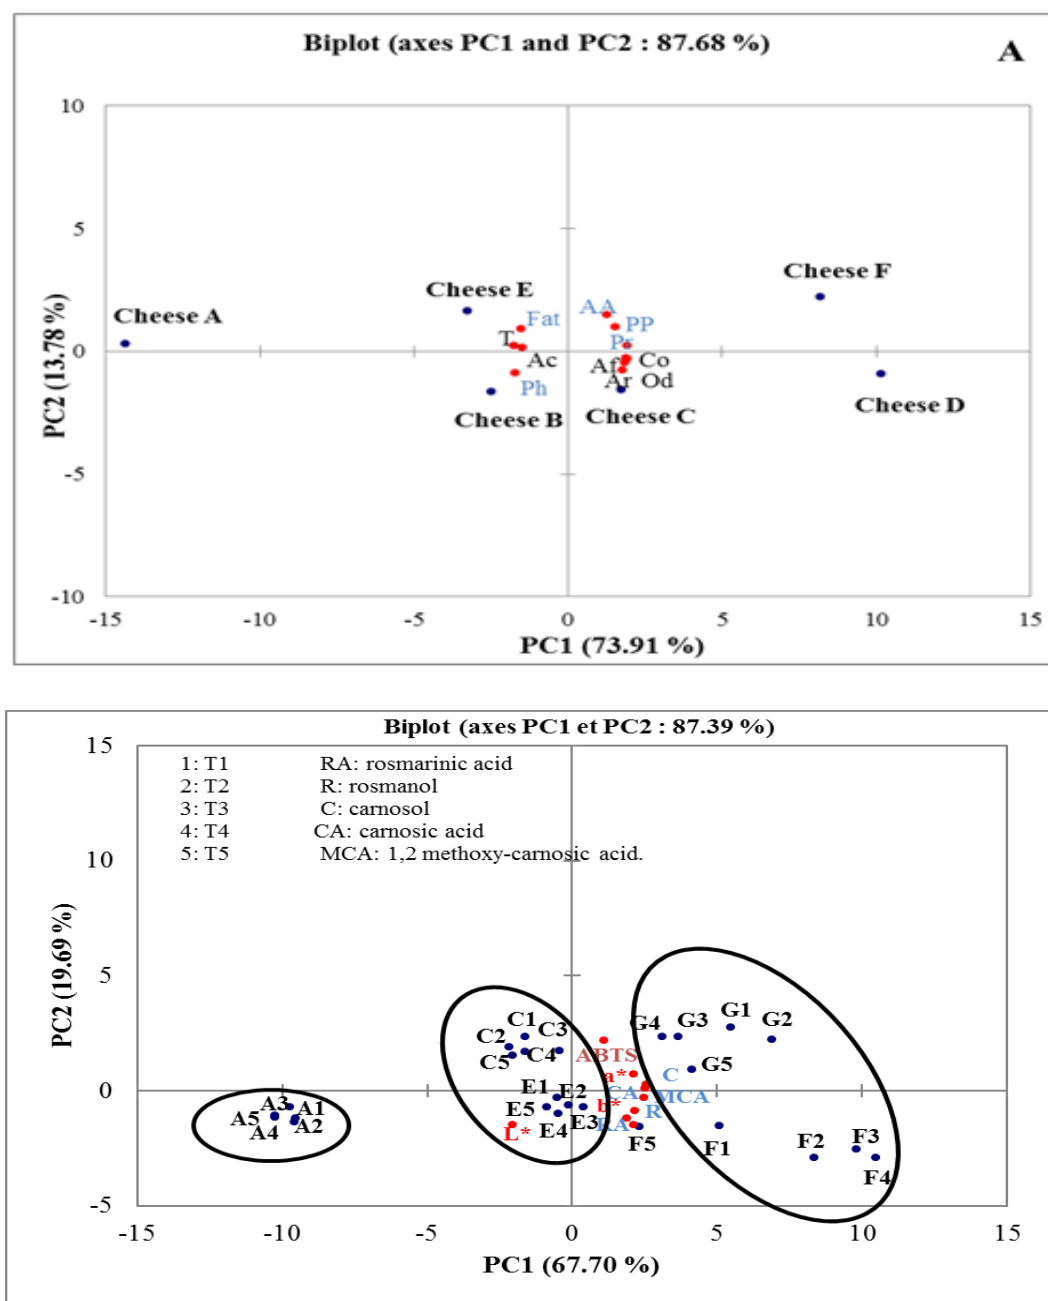 Biplot (axes PC1 and PC2 : 87.68 %)
A
10
5
0
-5
-10
PC2 (13.78 %)
Cheese A
Cheese E
Fat
T
Ac
Ph
Cheese B
AA
PP
Pr
Af
Co
Ar
Od
Cheese C
Cheese F
Cheese D
-15
-10
-5
0
5
10
15
PC1 (73.91 %)
Biplot (axes PC1 et PC2 : 87.39 %)
1: T1
RA: rosmarinic acid
2: T2
R: rosmanol
3: T3
C: carnosol
4: T4
CA: carnosic acid
5: T5
MCA: 1,2 methoxy-carnosic acid.
15
10
5
0
-5
PC2 (19.69 %)
A3
A1
A5
A2
A4
C1
C2
C3
C5
C4
E1
E2
E5
E3
E4
L*
ABTS
a*
C
CA
MCA
b*
R
RA
F5
G4
G3
G1
G2
G5
F1
F2
F3
F4
-15
-10
-5
0
5
10
15
PC1 (67.70 %)